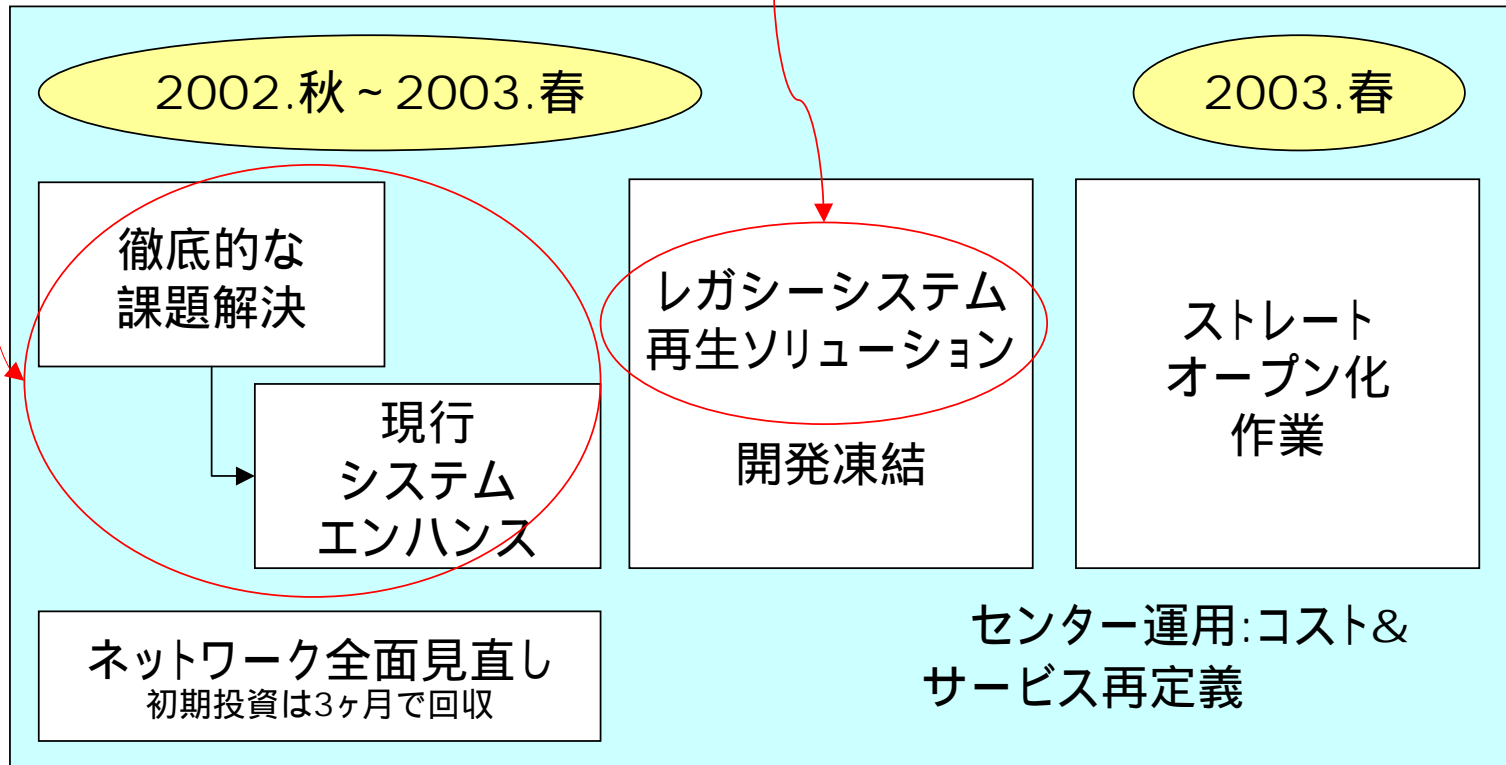 2002.秋~2003.春
2003.春
徹底的な
課題解決
現行
システム
エンハンス
レガシーシステム
再生ソリューション
開発凍結
ストレート
オープン化
作業
ネットワーク全面見直し
初期投資は3ヶ月で回収
センター運用:コスト&
サービス再定義